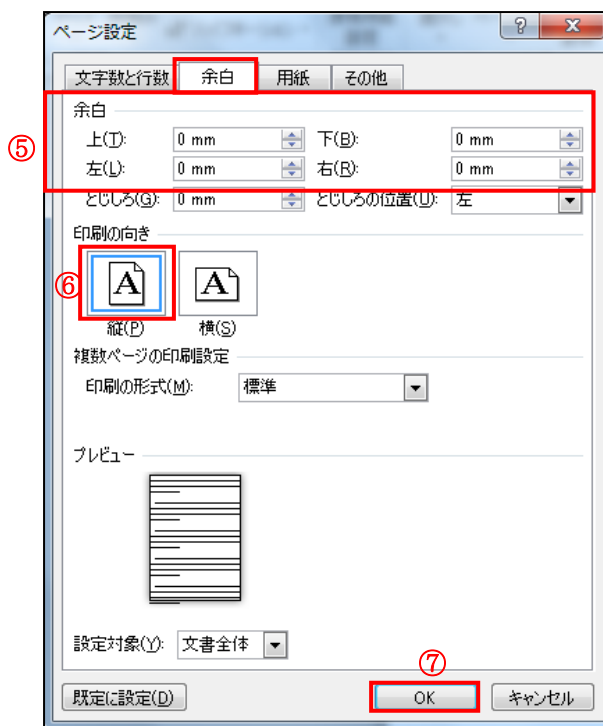 ページ設定
文字数と行数 余白 用紙 その他
余白
⑤
上(T): 0 mm 下(B): 0 mm
左(L): 0 mm 右(R): 0 mm
とじしろ(G): 0 mm とじしろの位置(U): 左
印刷の向き
⑥
A A
縦(P) 横(S)
複数ページの印刷設定
印刷の形式(M): 標準
プレビュー
設定対象(Y): 文書全体
⑦
既定に設定(D) OK キャンセル